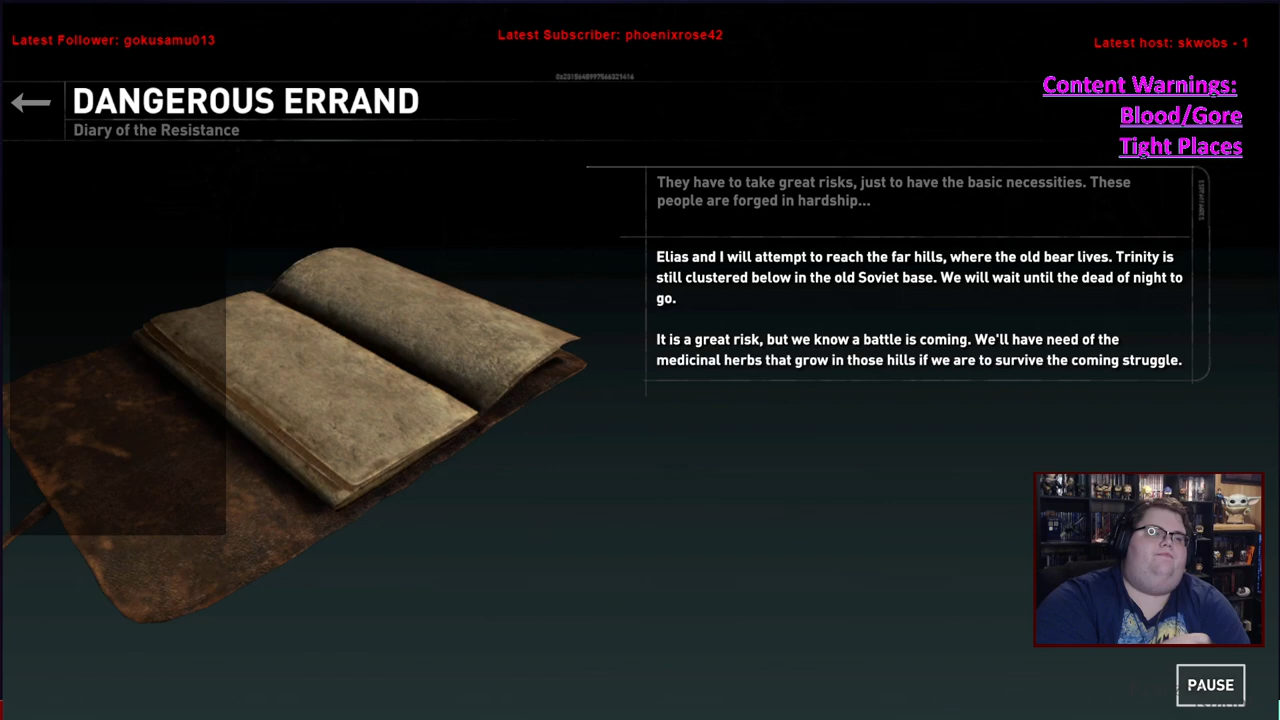 Latest Follower: gokusamu013
Latest Subscriber: phoenixrose42
Latest host: skwobs - 1
DANGEROUS ERRAND
Diary of the Resistance
Content Warnings:
Blood/Gore
Tight Places
They have to take great risks, just to have the basic necessities. These
people are forged in hardship...
Elias and I will attempt to reach the far hills, where the old bear lives. Trinity is
still clustered below in the old Soviet base. We will wait until the dead of night to
go.
It is a great risk, but we know a battle is coming. We'll have need of the
medicinal herbs that grow in those hills if we are to survive the coming struggle.
PAUSE